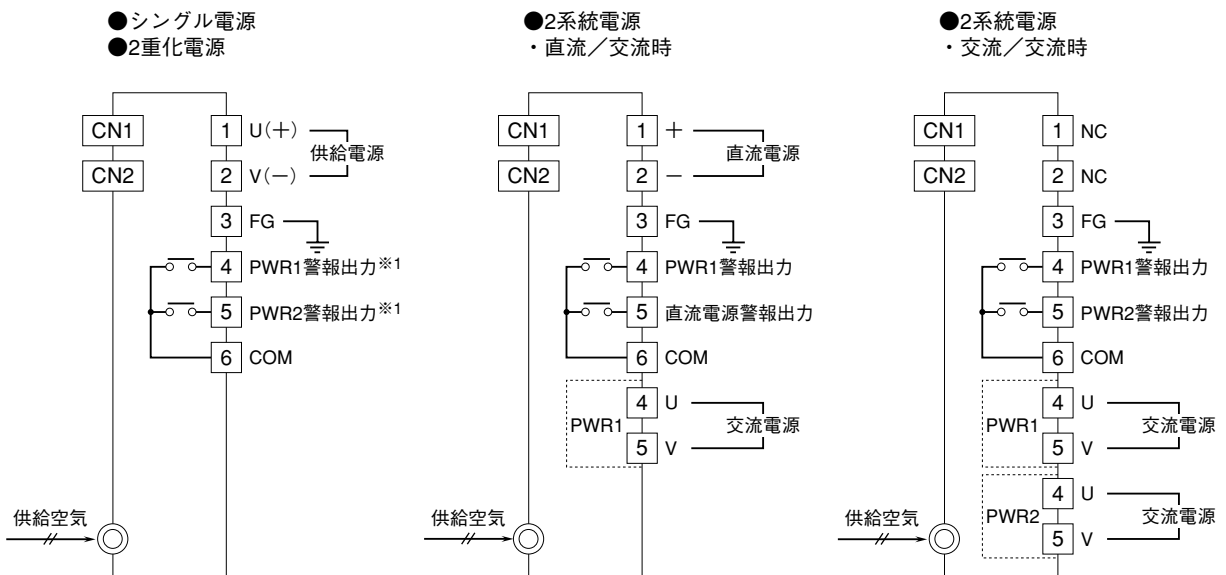 ●シングル電源
●2重化電源
CN1
CN2
1 U(＋)
供給電源
2 V(－)
3 FG
4 PWR1警報出力※1
5 PWR2警報出力※1
6 COM
供給空気
●2系統電源
・直流／交流時
CN1
CN2
1 ＋
直流電源
2 －
3 FG
4 PWR1警報出力
5 直流電源警報出力
6 COM
PWR1
4 U
交流電源
5 V
供給空気
●2系統電源
・交流／交流時
CN1
CN2
1 NC
2 NC
3 FG
4 PWR1警報出力
5 PWR2警報出力
6 COM
PWR1
4 U
交流電源
5 V
PWR2
4 U
交流電源
5 V
供給空気